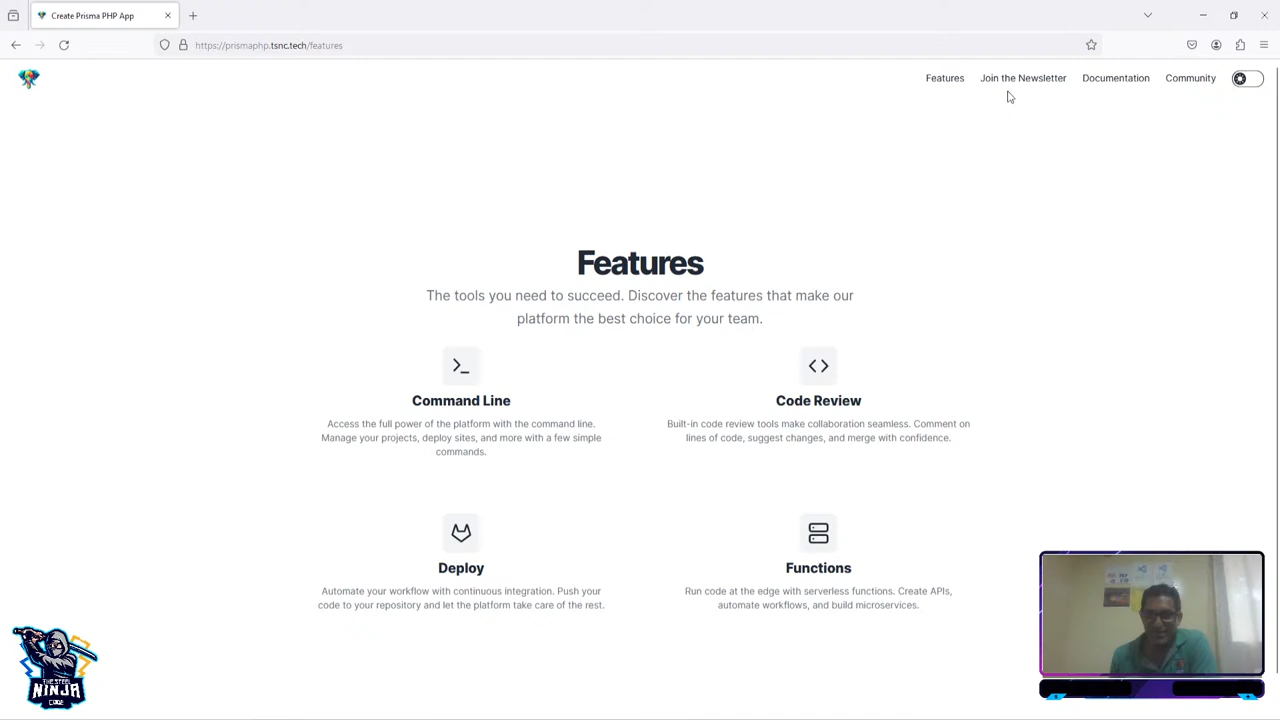 Create Prisma PHP App
https://prismaphp.tsnc.tech/features
Features
Join the Newsletter
Documentation
Community
Features
The tools you need to succeed. Discover the features that make our
platform the best choice for your team.
Command Line
Access the full power of the platform with the command line.
Manage your projects, deploy sites, and more with a few simple
commands.
Code Review
Built-in code review tools make collaboration seamless. Comment on
lines of code, suggest changes, and merge with confidence.
Deploy
Automate your workflow with continuous integration. Push your
code to your repository and let the platform take care of the rest.
Functions
Run code at the edge with serverless functions. Create APIs,
automate workflows, and build microservices.
THE STEEL
NINJA
CODE